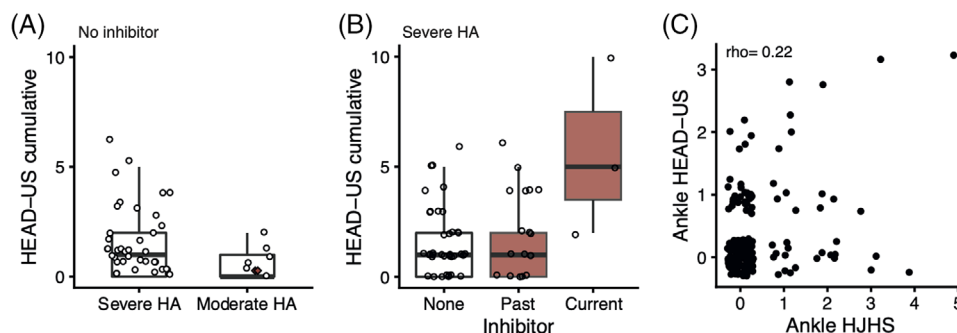 (A)
No inhibitor
HEAD-US cumulative
10
5
0
Severe HA Moderate HA
(B)
Severe HA
HEAD-US cumulative
10
5
0
None Past Current
Inhibitor
(C)
rho= 0.22
Ankle HEAD-US
3
2
1
0
0 1 2 3 4 5
Ankle HJHS